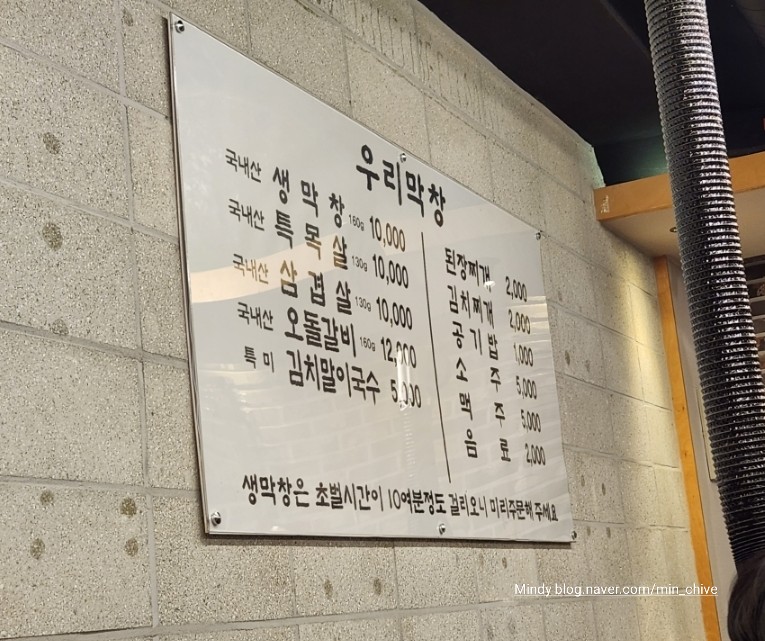 우리막창
국내산 생막창 160g 10,000
국내산 특목살 130g 10,000
국내산 삼겹살 130g 10,000
국내산 오돌갈비 160g 12,000
특미 김치말이국수 5,000
된장찌개 2,000
김치찌개 2,000
공기밥 1,000
소주 5,000
맥주 5,000
음료 2,000
생막창은 초벌시간이 10여분정도 걸리오니 미리주문해 주세요
Mindy.blog.naver.com/min_chive